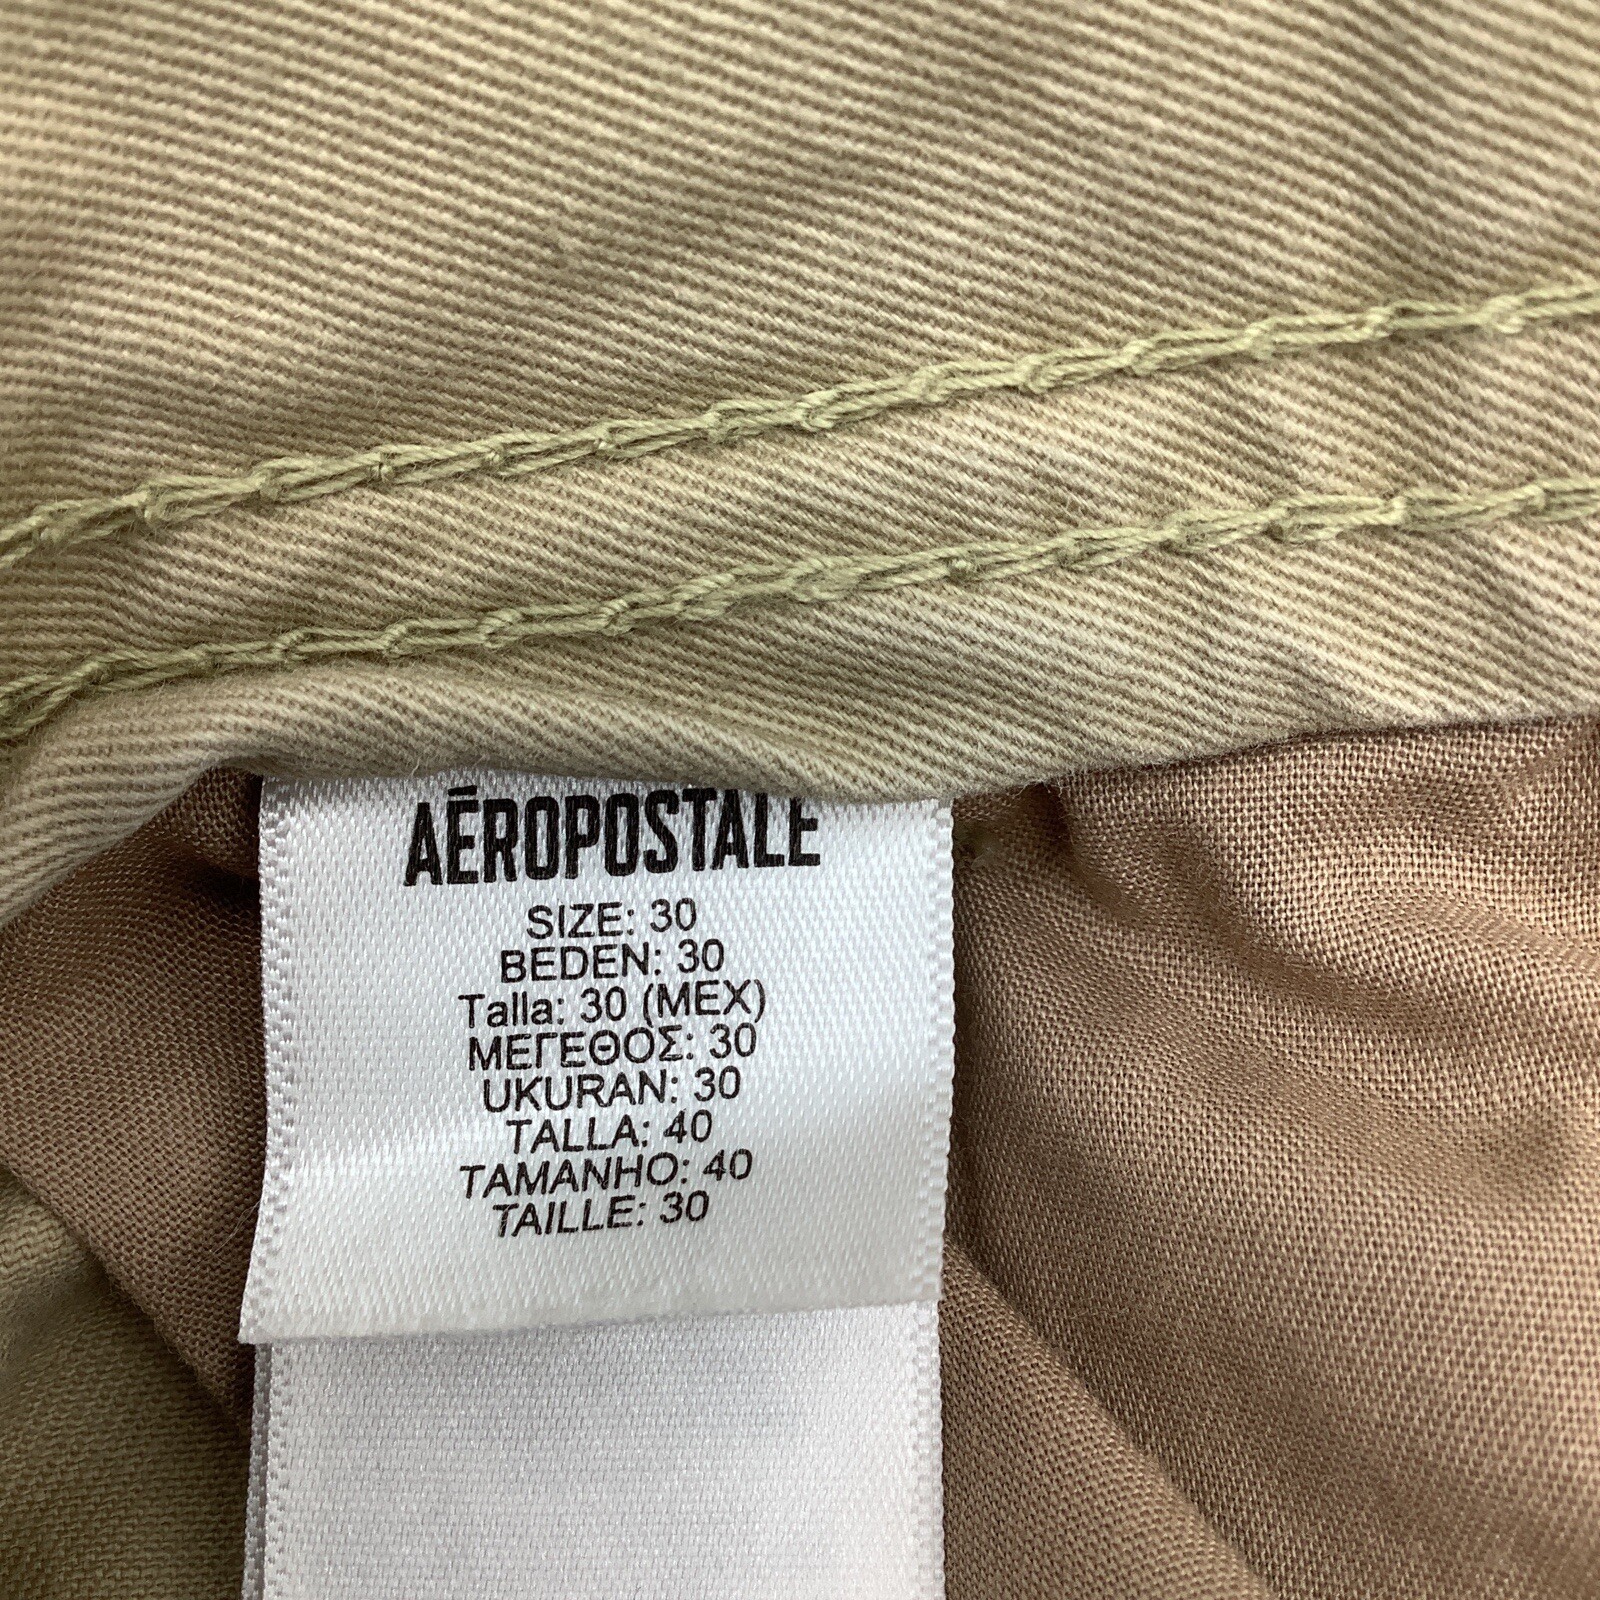 AÉROPOSTALE
SIZE: 30
BEDEN: 30
Talla: 30 (MEX)
ΜΕΓΕΘΟΣ: 30
UKURAN: 30
TALLA: 40
TAMANHO: 40
TAILLE: 30